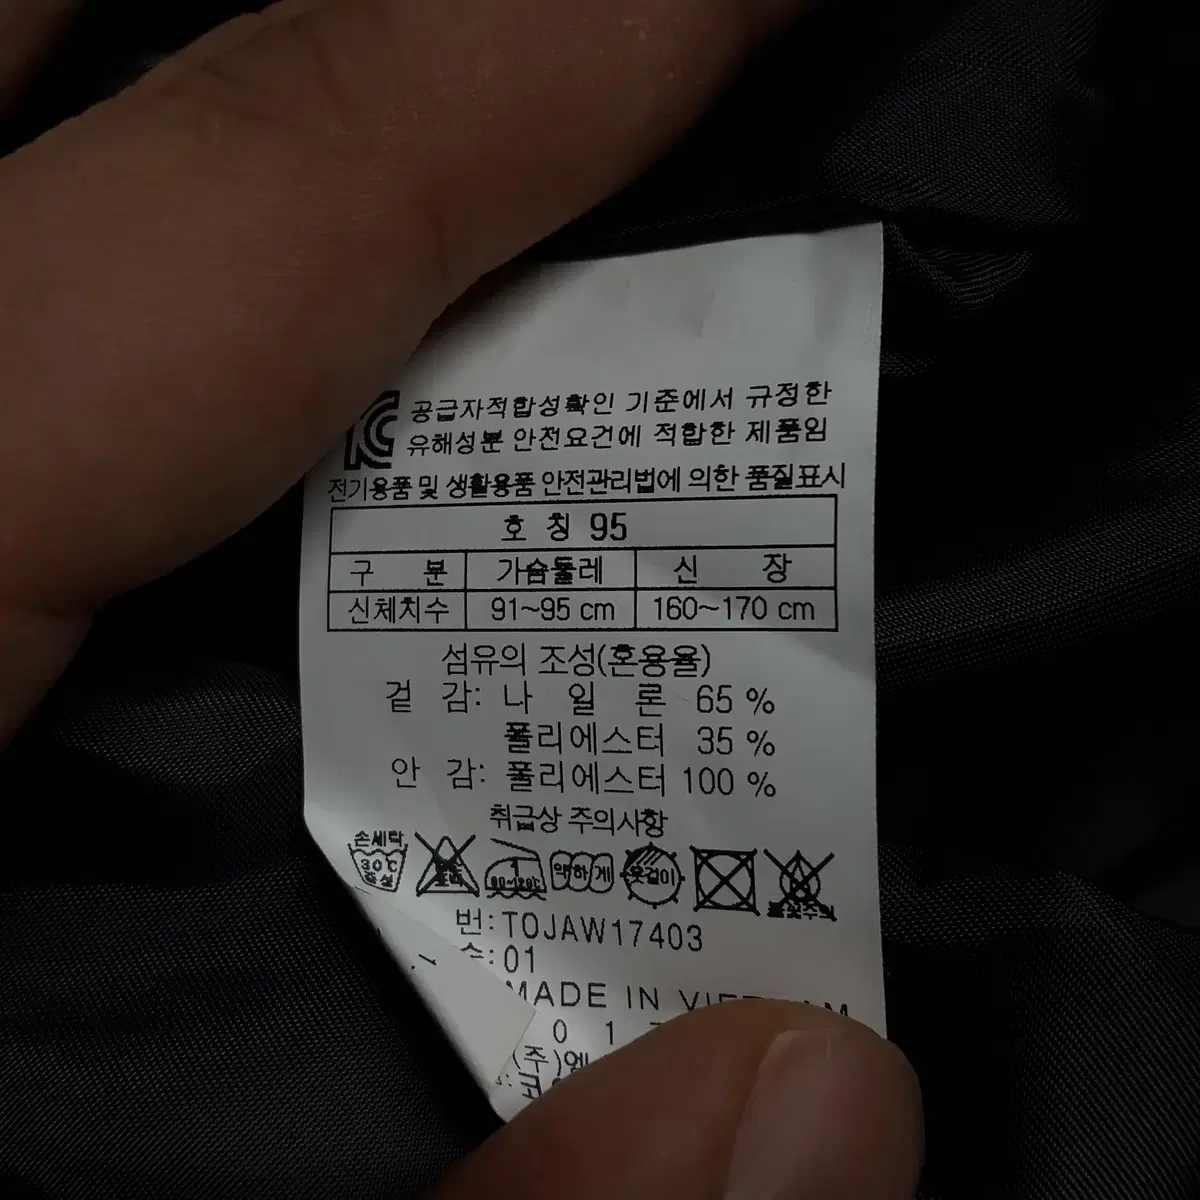 공급자적합성확인 기준에서 규정한
유해성분 안전요건에 적합한 제품임
전기용품 및 생활용품 안전관리법에 의한 품질표시
호 칭 95
구 분 가슴둘레 신 장
신체치수 91~95 cm 160~170 cm
섬유의 조성(혼용율)
겉 감: 나 일 론 65 %
폴리에스터 35 %
안 감: 폴리에스터 100 %
취급상 주의사항
손세탁
30℃
중성
약하게
옷걸이
번: TOJAW17403
수: 01
MADE IN VIETNAM
0 1
(주)엠